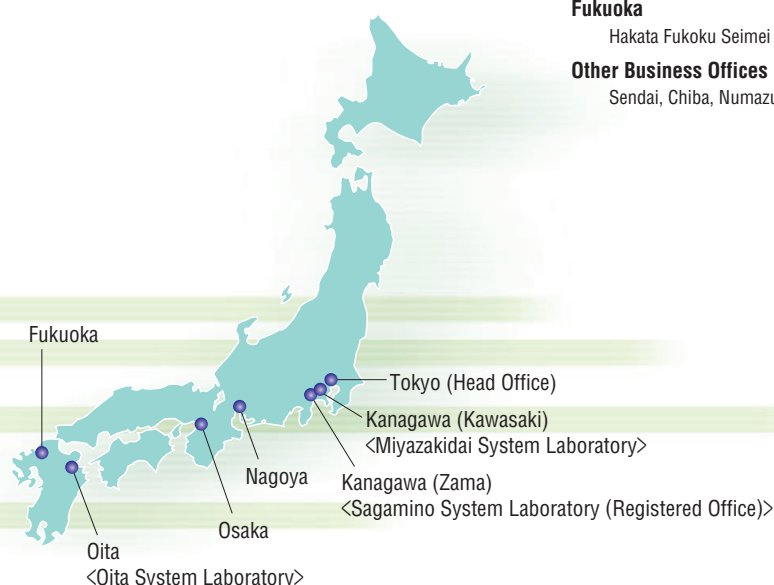 Fukuoka
Hakata Fukoku Seimei
Other Business Offices
Sendai, Chiba,
Fukuoka
Tokyo (Head Office)
Kanagawa (Kawasaki)
<Miyazakidai System Laboratory>
Nagoya
Kanagawa (Zama)
<Sagamino System Laboratory (Registered Office)>
Osaka
Oita
<Oita System Laboratory>